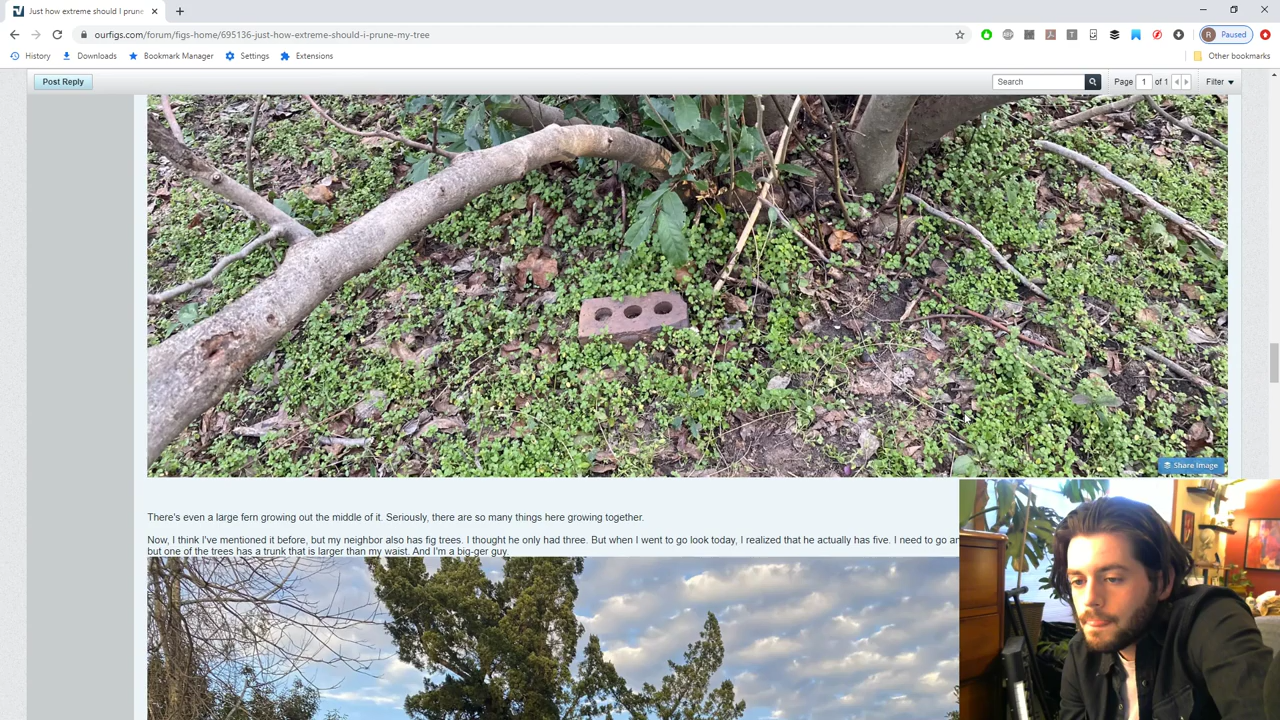 Just how extreme should I prune
ourfigs.com/forum/figs-home/695136-just-how-extreme-should-i-prune-my-tree
R Paused
History Downloads Bookmark Manager Settings Extensions Other bookmarks
Post Reply Search Page 1 of 1 Filter
Share Image
There's even a large fern growing out the middle of it. Seriously, there are so many things here growing together.
Now, I think I've mentioned it before, but my neighbor also has fig trees. I thought he only had three. But when I went to go look today, I realized that he actually has five. I need to go
but one of the trees has a trunk that is larger than my waist. And I'm a big-ger guy.